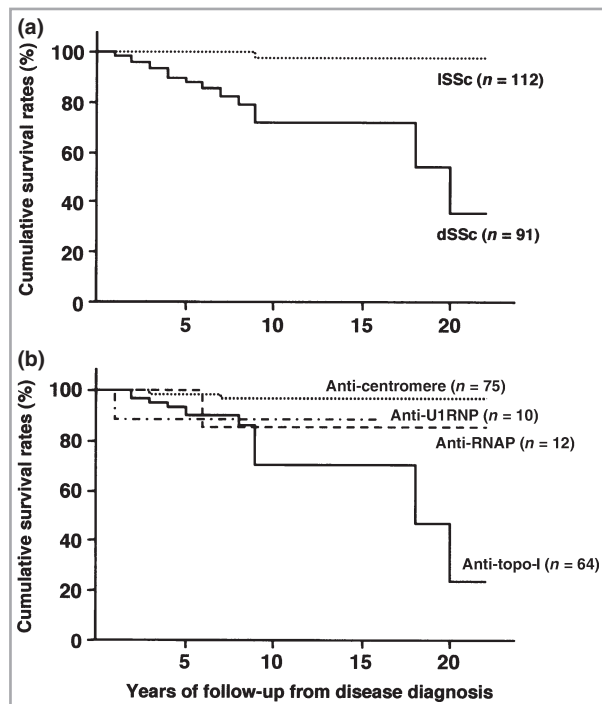 (a)
Cumulative survival rates (%)
100
80
60
40
20
0
lSSc (n = 112)
dSSc (n = 91)
5 10 15 20
(b)
Cumulative survival rates (%)
100
80
60
40
20
0
Anti-centromere (n = 75)
Anti-U1RNP (n = 10)
Anti-RNAP (n = 12)
Anti-topo-I (n = 64)
5 10 15 20
Years of follow-up from disease diagnosis